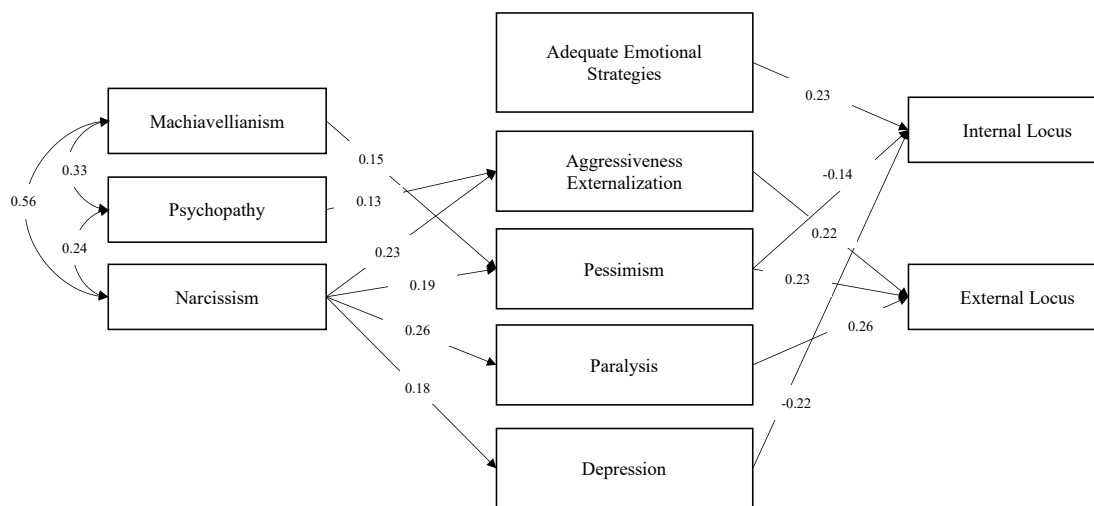 Adequate Emotional
Strategies
0.23
Machiavellianism
Internal Locus
Aggressiveness
Externalization
0.15
0.33
-0.14
0.56
Psychopathy
0.13
0.22
0.24
0.23
Pessimism
0.19
0.23
Narcissism
External Locus
0.26
0.26
Paralysis
0.18
-0.22
Depression